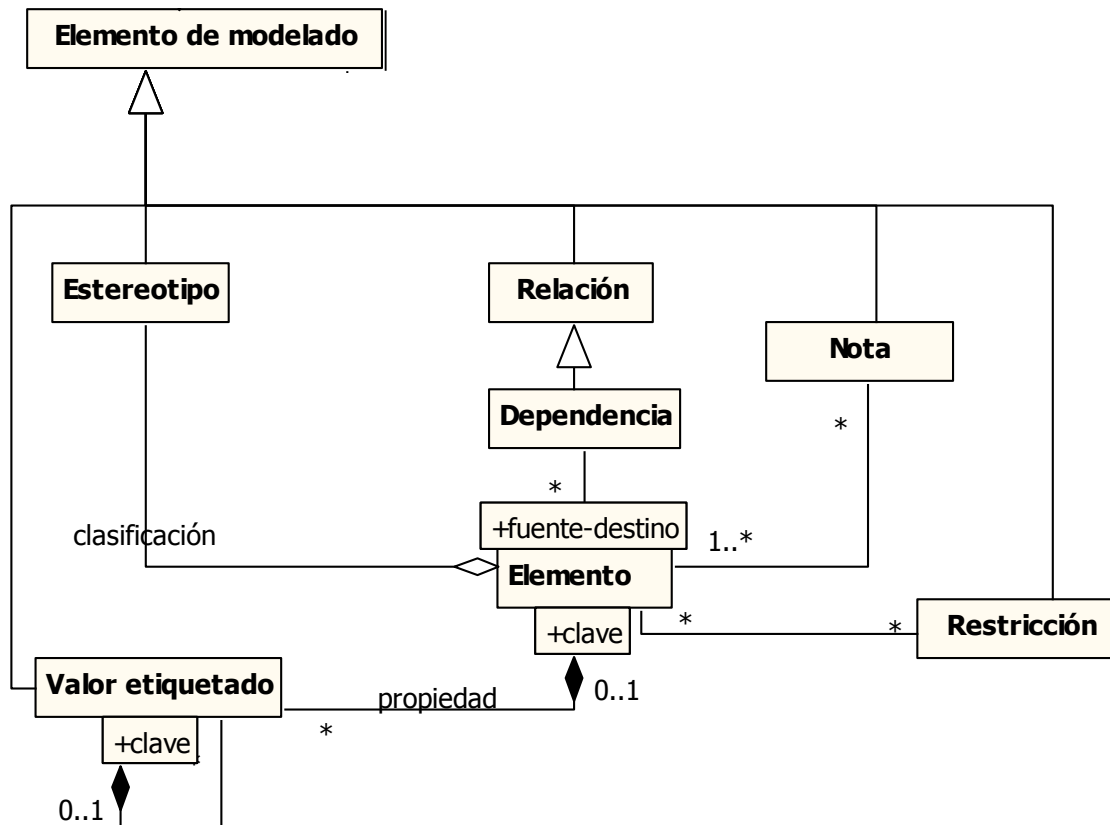 Elemento de modelado
Estereotipo
Relación
Nota
Dependencia
*
*
+fuente-destino
clasificación
1..*
Elemento
*
*
Restricción
+clave
Valor etiquetado
propiedad
0..1
*
+clave
*
0..1